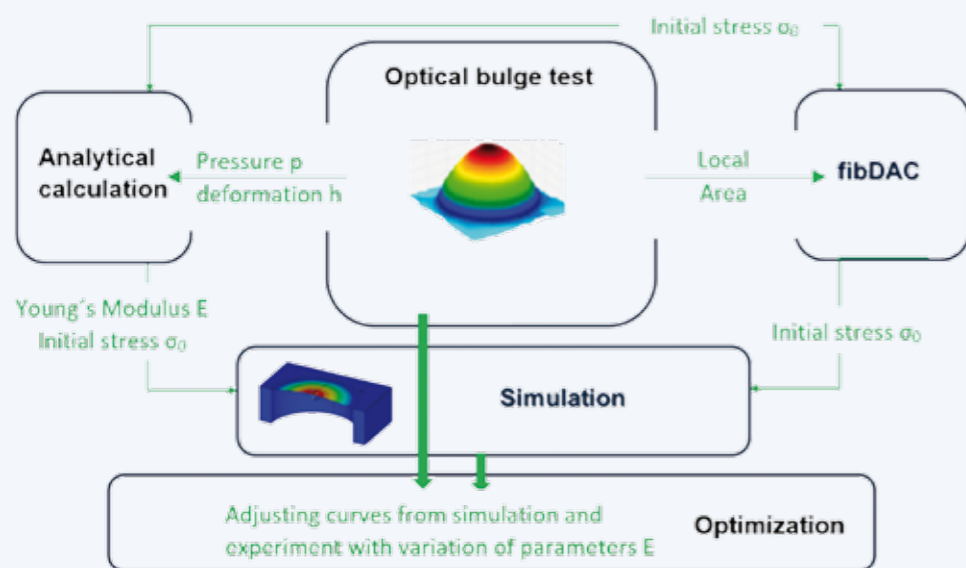 Initial stress σ₀
Optical bulge test
Analytical
calculation
Pressure p
deformation h
Local
Area
fibDAC
Young´s Modulus E
Initial stress σ₀
Initial stress σ₀
Simulation
Adjusting curves from simulation and
experiment with variation of parameters E
Optimization